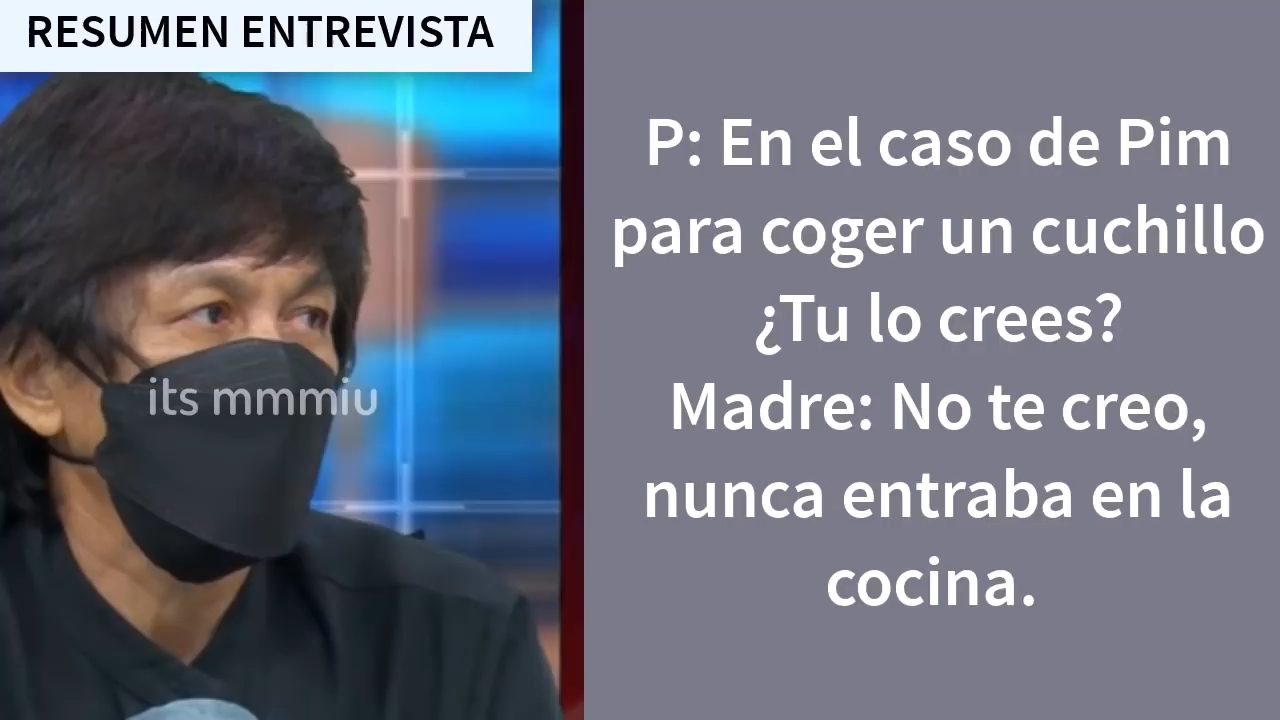 RESUMEN ENTREVISTA
its mmmiu
P: En el caso de Pim
para coger un cuchillo
¿Tu lo crees?
Madre: No te creo,
nunca entraba en la
cocina.